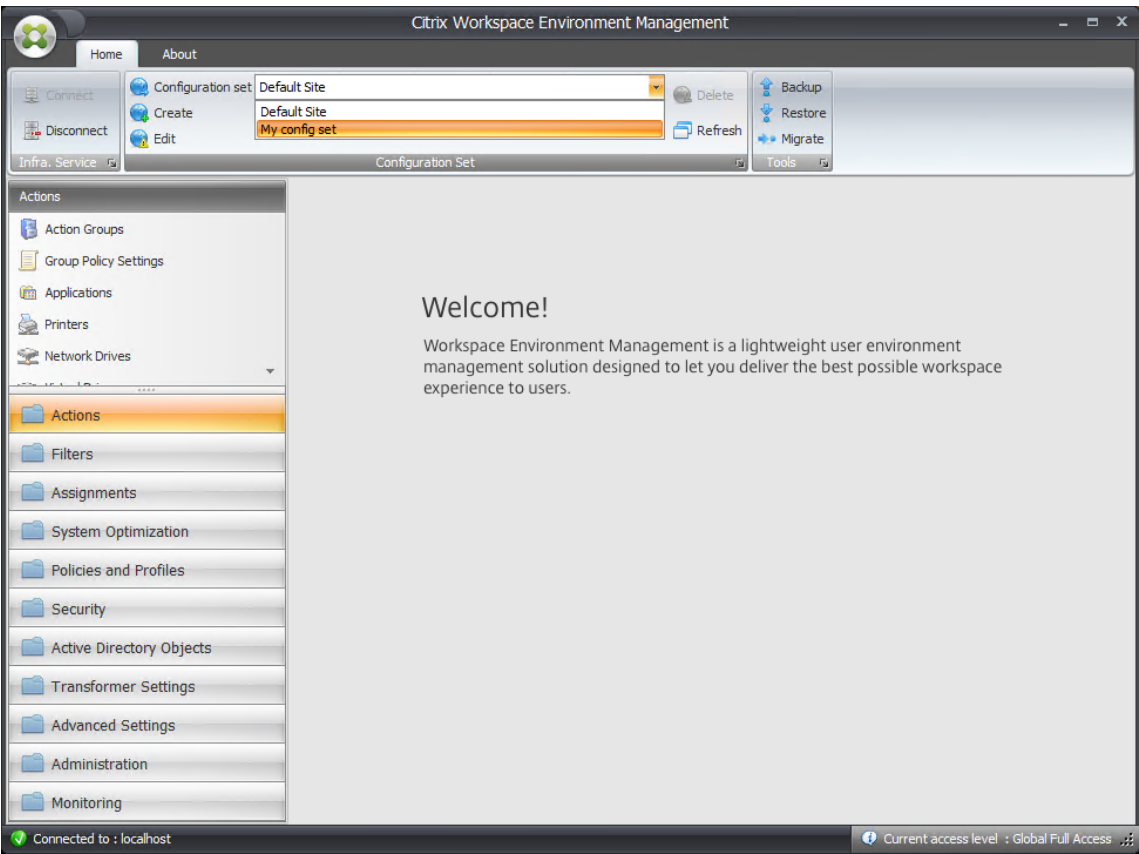 Citrix Workspace Environment Management
Home About
Connect
Disconnect
Infra. Service
Configuration set Default Site
Create
Edit
Default Site
My config set
Delete
Refresh
Configuration Set
Backup
Restore
Migrate
Tools
Actions
Action Groups
Group Policy Settings
Applications
Printers
Network Drives
Actions
Filters
Assignments
System Optimization
Policies and Profiles
Security
Active Directory Objects
Transformer Settings
Advanced Settings
Administration
Monitoring
Welcome!
Workspace Environment Management is a lightweight user environment
management solution designed to let you deliver the best possible workspace
experience to users.
Connected to : localhost
Current access level : Global Full Access